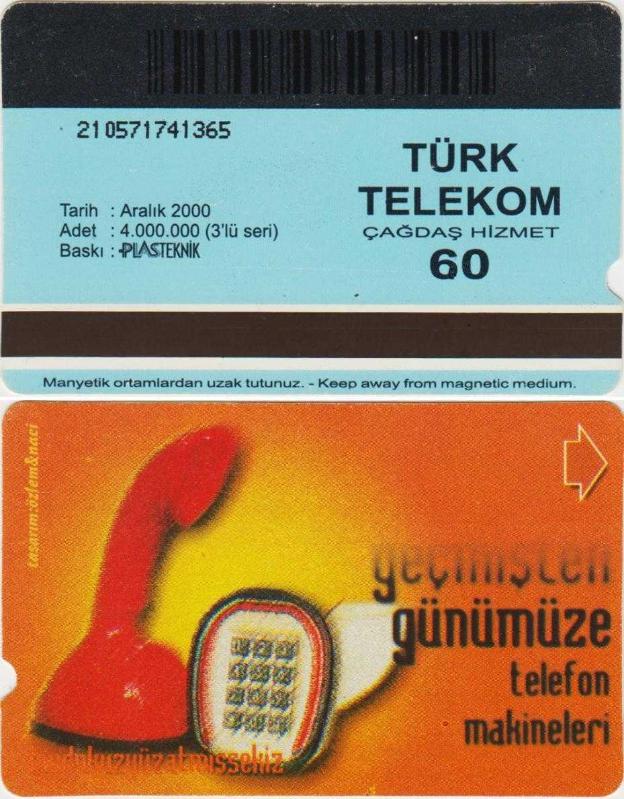 210571741365
TÜRK
TELEKOM
ÇAĞDAŞ HİZMET
60
Tarih : Aralık 2000
Adet : 4.000.000 (3'lü seri)
Baskı : PLASTEKNİK
Manyetik ortamlardan uzak tutunuz. - Keep away from magnetic medium.
tasarım:özlem&naci
geçmişten
günümüze
telefon
makineleri